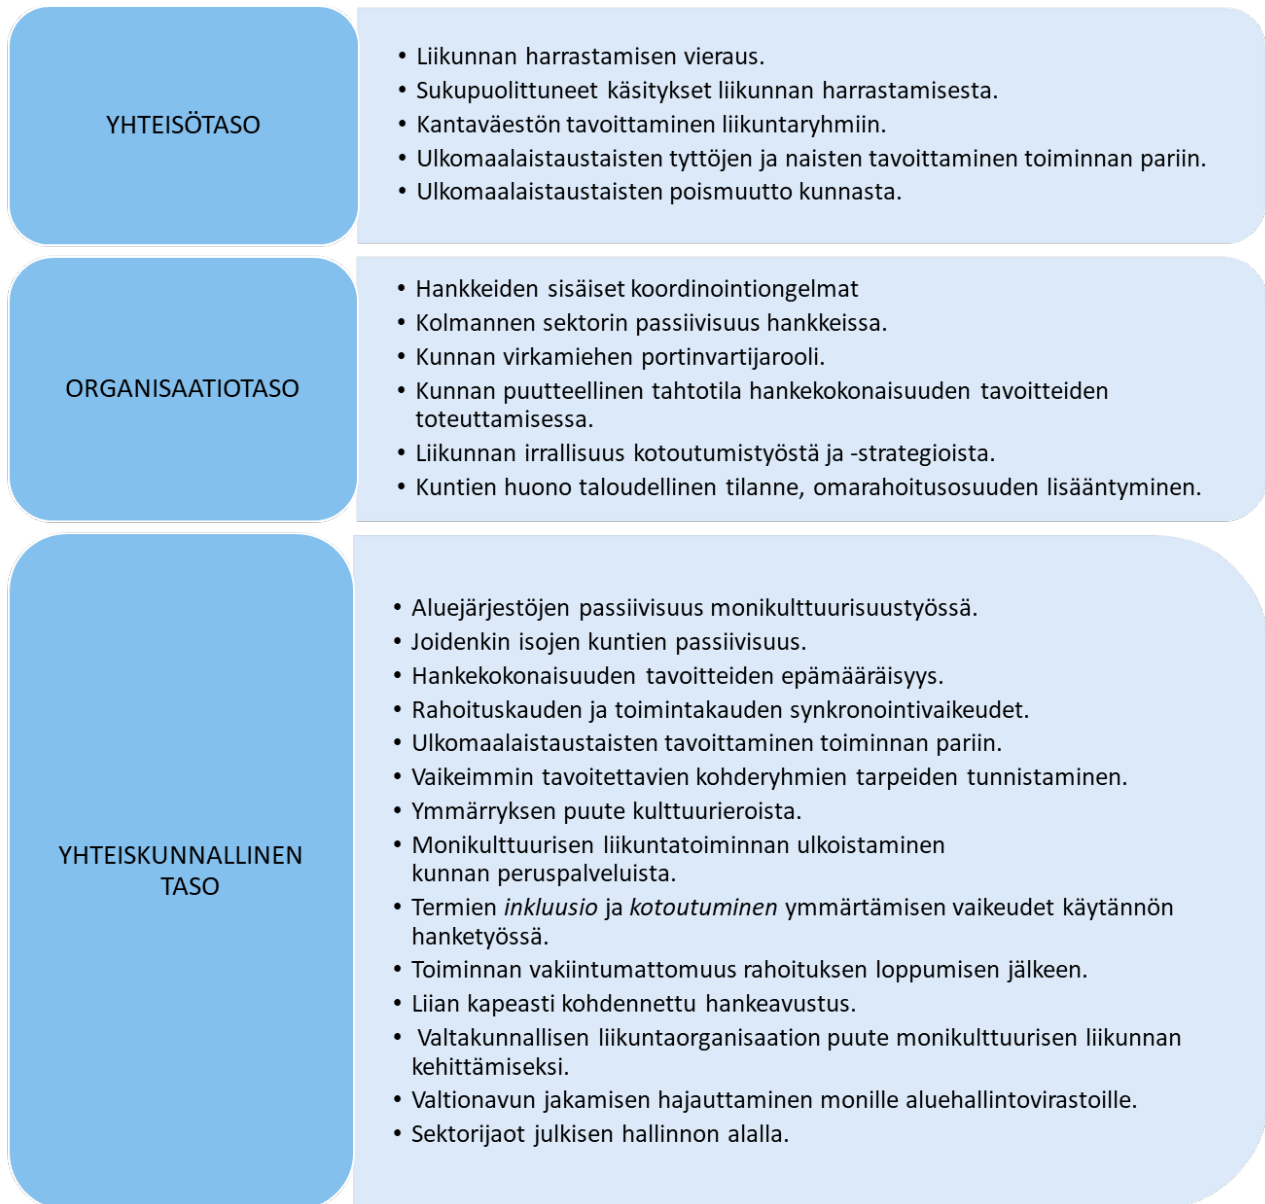 YHTEISÖTASO
• Liikunnan harrastamisen vieraus.
• Sukupuolittuneet käsitykset liikunnan harrastamisesta.
• Kantaväestön tavoittaminen liikuntaryhmiin.
• Ulkomaalaistaustaisten tyttöjen ja naisten tavoittaminen toiminnan pariin.
• Ulkomaalaistaustaisten poismuutto kunnasta.
ORGANISAATIOTASO
• Hankkeiden sisäiset koordinointiongelmat
• Kolmannen sektorin passiivisuus hankkeissa.
• Kunnan virkamiehen portinvartijarooli.
• Kunnan puutteellinen tahtotila hankekokonaisuuden tavoitteiden
toteuttamisessa.
• Liikunnan irrallisuus kotoutumistyöstä ja -strategioista.
• Kuntien huono taloudellinen tilanne, omarahoitusosuuden lisääntyminen.
YHTEISKUNNALLINEN
TASO
• Aluejärjestöjen passiivisuus monikulttuurisuustyössä.
• Joidenkin isojen kuntien passiivisuus.
• Hankekokonaisuuden tavoitteiden epämääräisyys.
• Rahoituskauden ja toimintakauden synkronointivaikeudet.
• Ulkomaalaistaustaisten tavoittaminen toiminnan pariin.
• Vaikeimmin tavoitettavien kohderyhmien tarpeiden tunnistaminen.
• Ymmärryksen puute kulttuurieroista.
• Monikulttuurisen liikuntatoiminnan ulkoistaminen
kunnan peruspalveluista.
• Termien inkluusio ja kotoutuminen ymmärtämisen vaikeudet käytännön
hanketyössä.
• Toiminnan vakiintumattomuus rahoituksen loppumisen jälkeen.
• Liian kapeasti kohdennettu hankeavustus.
• Valtakunnallisen liikuntaorganisaation puute monikulttuurisen liikunnan
kehittämiseksi.
• Valtionavun jakamisen hajauttaminen monille aluehallintovirastoille.
• Sektorijaot julkisen hallinnon alalla.